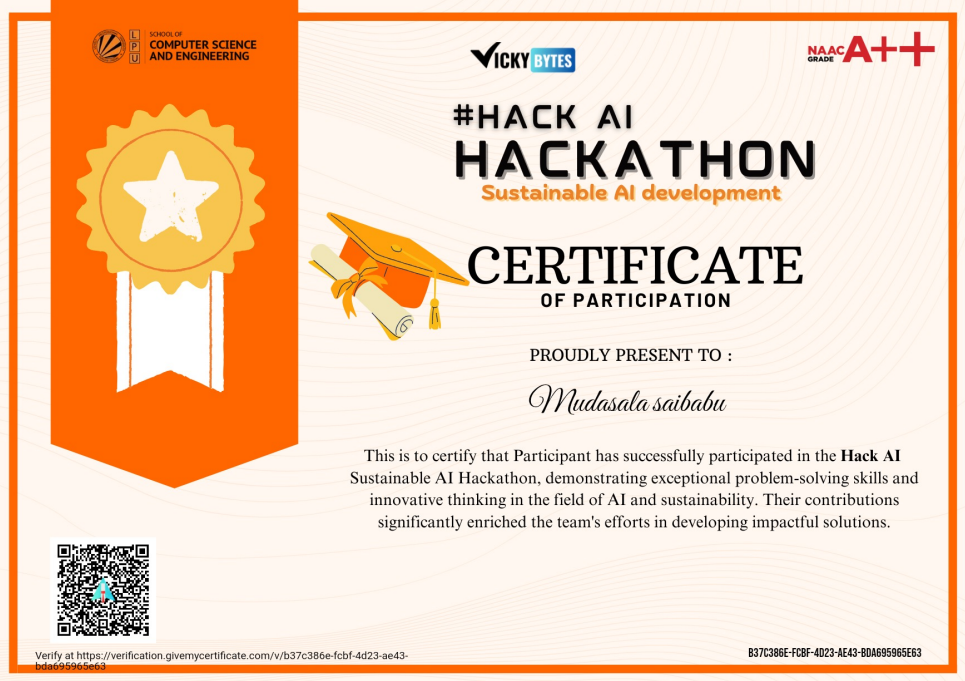 L
P
U
SCHOOL OF
COMPUTER SCIENCE
AND ENGINEERING
VICKY BYTES
NAAC
GRADE A++
#HACK AI
HACKATHON
Sustainable AI development
CERTIFICATE
OF PARTICIPATION
PROUDLY PRESENT TO :
Mudasala saibabu
This is to certify that Participant has successfully participated in the Hack AI
Sustainable AI Hackathon, demonstrating exceptional problem-solving skills and
innovative thinking in the field of AI and sustainability. Their contributions
significantly enriched the team's efforts in developing impactful solutions.
Verify at https://verification.givemycertificate.com/v/b37c386e-fcbf-4d23-ae43-
bda695965e63
B37C386E-FCBF-4D23-AE43-BDA695965E63